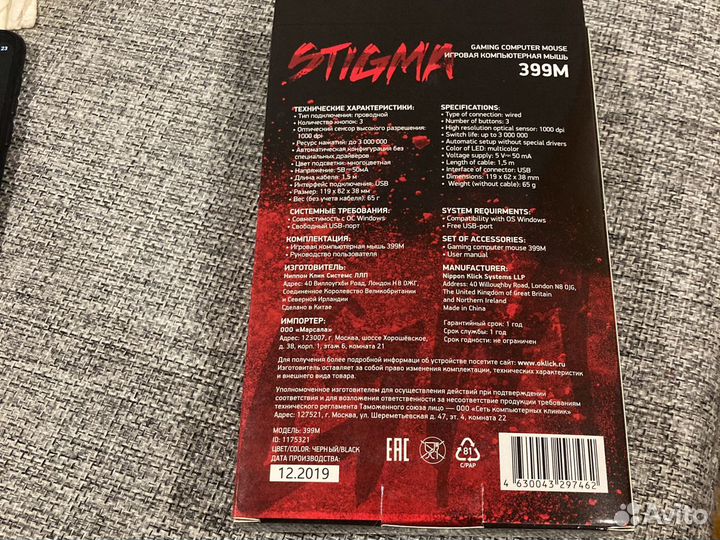 23
STIGMA
GAMING COMPUTER MOUSE
ИГРОВАЯ КОМПЬЮТЕРНАЯ МЫШЬ
399M
ТЕХНИЧЕСКИЕ ХАРАКТЕРИСТИКИ:
• Тип подключения: проводной
• Количество кнопок: 3
• Оптический сенсор высокого разрешения:
1000 dpi
• Ресурс нажатий: до 3 000 000
• Автоматическая конфигурация без
специальных драйверов
• Цвет подсветки: многоцветная
• Напряжение: 5В⎓50мА
• Длина кабеля: 1,5 м
• Интерфейс подключения: USB
• Размер: 119 x 62 x 38 мм
• Вес (без учета кабеля): 65 г
СИСТЕМНЫЕ ТРЕБОВАНИЯ:
• Совместимость с ОС Windows
• Свободный USB-порт
КОМПЛЕКТАЦИЯ:
• Игровая компьютерная мышь 399M
• Руководство пользователя
ИЗГОТОВИТЕЛЬ:
Ниппон Клик Системс ЛЛП
Адрес: 40 Виллоугхби Роад, Лондон Н8 0ЖГ,
Соединенное Королевство Великобритании
и Северной Ирландии
Сделано в Китае
ИМПОРТЕР:
ООО «Марсала»
Адрес: 123007, г. Москва, шоссе Хорошёвское,
д. 38, корп. 1, этаж 6, комната 21
SPECIFICATIONS:
• Type of connection: wired
• Number of buttons: 3
• High resolution optical sensor: 1000 dpi
• Switch life: up to 3 000 000
• Automatic setup without special drivers
• Color of LED: multicolor
• Voltage supply: 5 V⎓50 mA
• Length of cable: 1,5 m
• Interface of connector: USB
• Dimensions: 119 x 62 x 38 mm
• Weight (without cable): 65 g
SYSTEM REQUIRMENTS:
• Compatibility with OS Windows
• Free USB-port
SET OF ACCESSORIES:
• Gaming computer mouse 399M
• User manual
MANUFACTURER:
Nippon Klick Systems LLP
Address: 40 Willoughby Road, London N8 0JG,
The United Kingdom of Great Britain
and Northern Ireland
Made in China
Гарантийный срок: 1 год
Срок службы: 1 год
Срок годности: не ограничен
Для получения более подробной информаци об устройстве посетите сайт: www.oklick.ru
Изготовитель оставляет за собой право изменения комплектации, технических характеристик
и внешнего вида товара.
Уполномоченное изготовителем для осуществления действий при подтверждении
соответствия и для возложения ответственности за несоответствие продукции требованиям
технического регламента Таможенного союза лицо — ООО «Сеть компьютерных клиник»
Адрес: 127521, г. Москва, ул. Шереметьевская д. 47, эт. 4, комната 22
МОДЕЛЬ: 399M
ID: 1175321
ЦВЕТ/COLOR: ЧЕРНЫЙ/BLACK
ДАТА ПРОИЗВОДСТВА:
12.2019
EAC
81
C/PAP
4 630043 297462
Avito